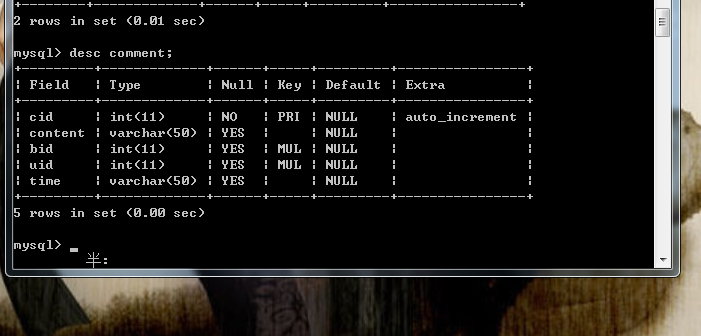 2 rows in set (0.01 sec)
mysql> desc comment;
+---------+-------------+------+-----+---------+----------------+
| Field   | Type        | Null | Key | Default | Extra          |
+---------+-------------+------+-----+---------+----------------+
| cid     | int(11)     | NO   | PRI | NULL    | auto_increment |
| content | varchar(50) | YES  |     | NULL    |                |
| bid     | int(11)     | YES  | MUL | NULL    |                |
| uid     | int(11)     | YES  | MUL | NULL    |                |
| time    | varchar(50) | YES  |     | NULL    |                |
+---------+-------------+------+-----+---------+----------------+
5 rows in set (0.00 sec)
mysql> _
半: